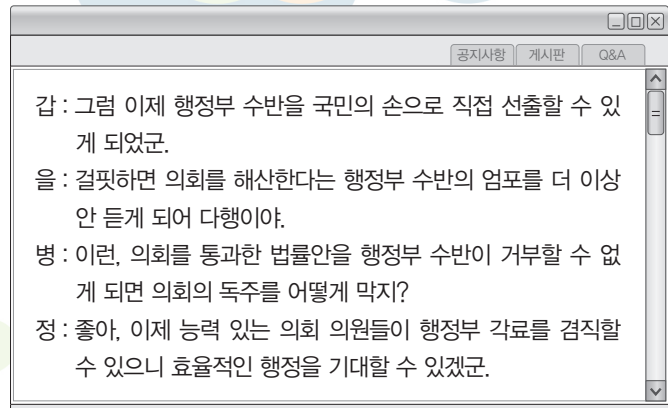 공지사항 게시판 Q&A
갑 : 그럼 이제 행정부 수반을 국민의 손으로 직접 선출할 수 있
게 되었군.
을 : 걸핏하면 의회를 해산한다는 행정부 수반의 엄포를 더 이상
안 듣게 되어 다행이야.
병 : 이런, 의회를 통과한 법률안을 행정부 수반이 거부할 수 없
게 되면 의회의 독주를 어떻게 막지?
정 : 좋아, 이제 능력 있는 의회 의원들이 행정부 각료를 겸직할
수 있으니 효율적인 행정을 기대할 수 있겠군.